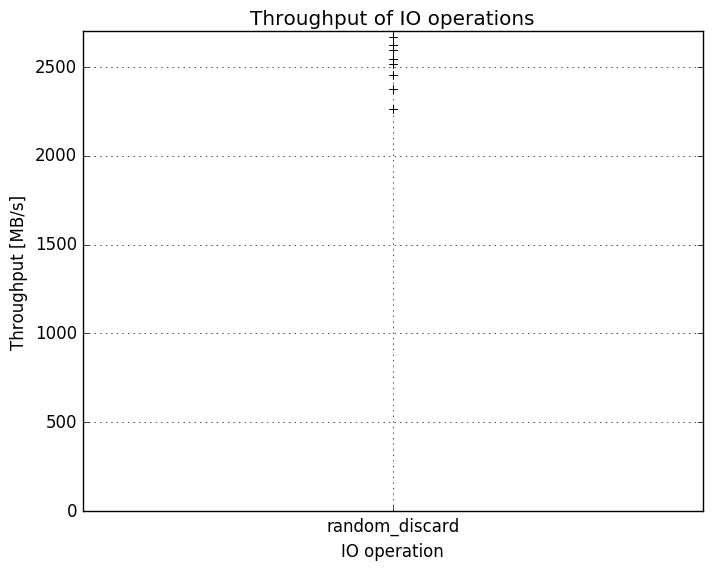 Throughput of IO operations
Throughput [MB/s]
2500
2000
1500
1000
500
0
random_discard
IO operation